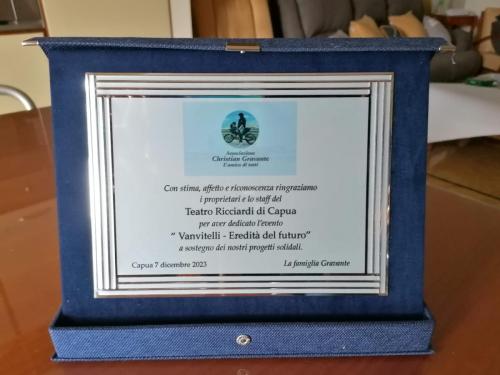 Associazione
Christian Gravante
L'amico di tutti
Con stima, affetto e riconoscenza ringraziamo
i proprietari e lo staff del
Teatro Ricciardi di Capua
per aver dedicato l'evento
" Vanvitelli - Eredità del futuro"
a sostegno dei nostri progetti solidali.
Capua 7 dicembre 2023 La famiglia Gravante